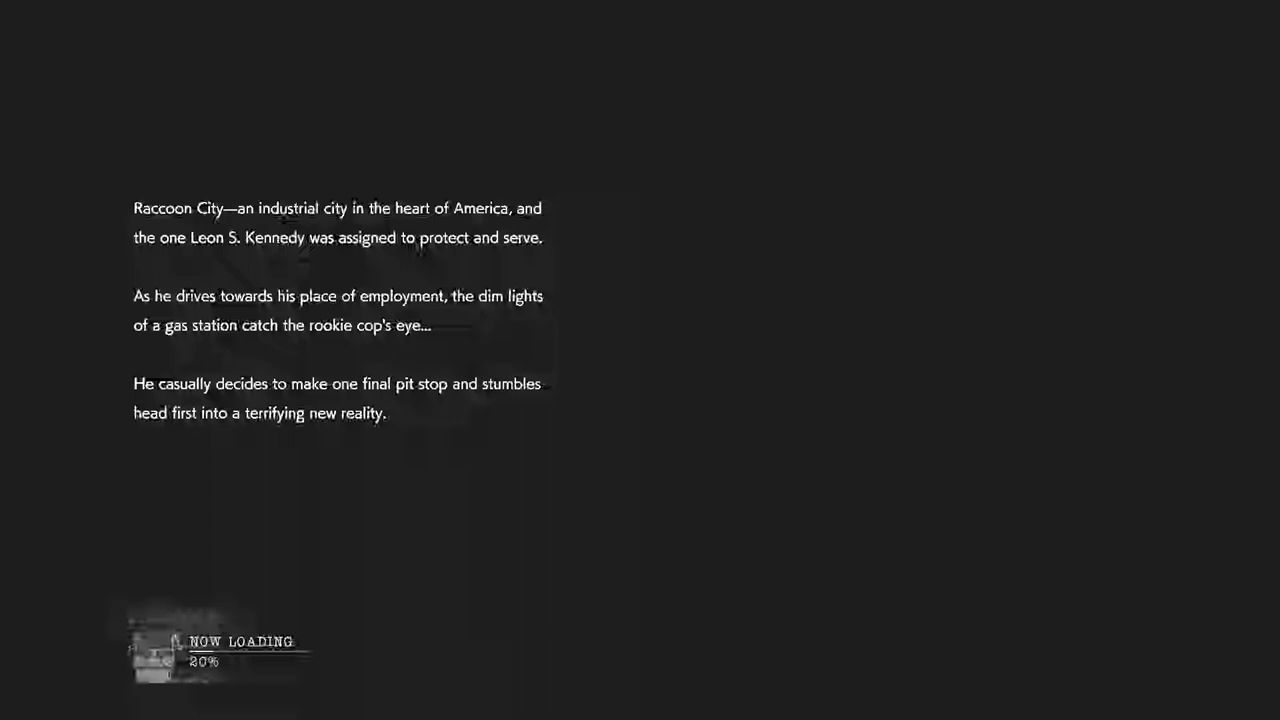 Raccoon City—an industrial city in the heart of America, and
the one Leon S. Kennedy was assigned to protect and serve.
As he drives towards his place of employment, the dim lights
of a gas station catch the rookie cop's eye...
He casually decides to make one final pit stop and stumbles
head first into a terrifying new reality.
NOW LOADING
20%